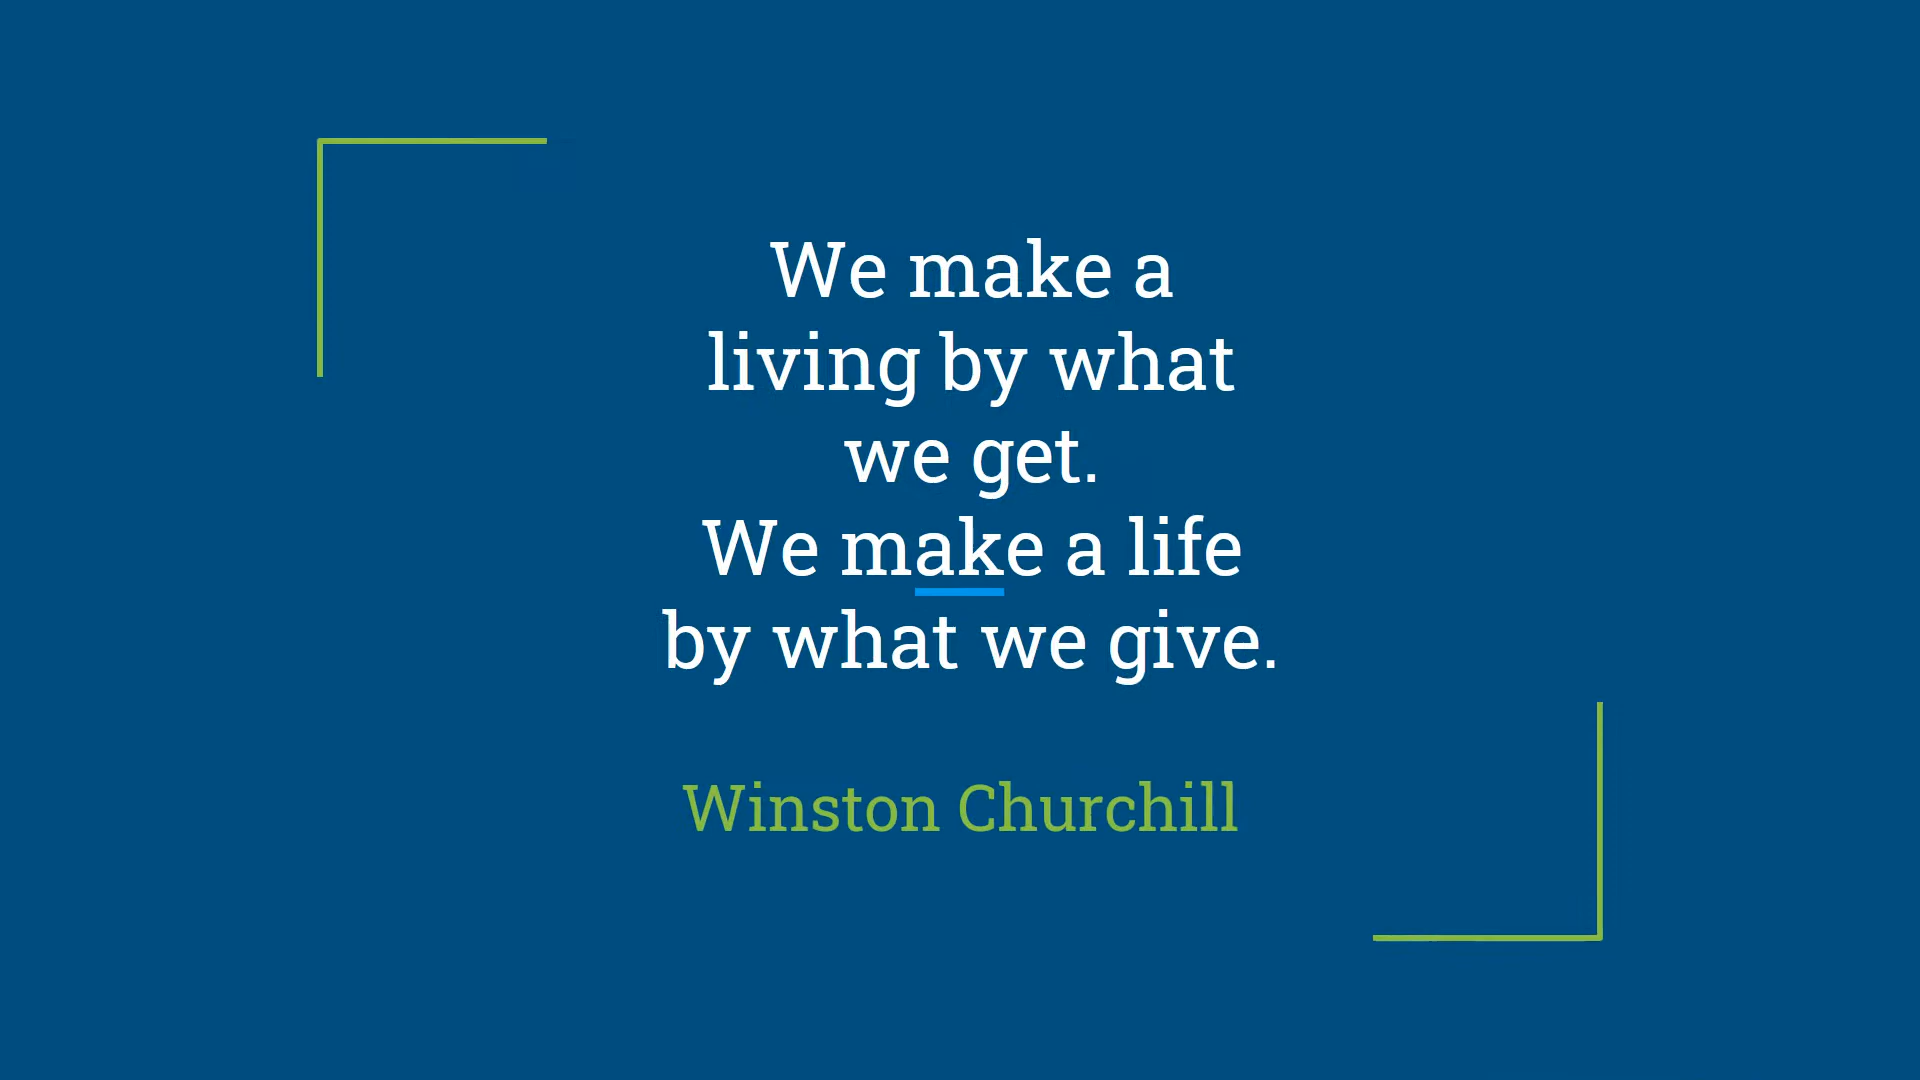 We make a
living by what
we get.
We make a life
by what we give.
Winston Churchill